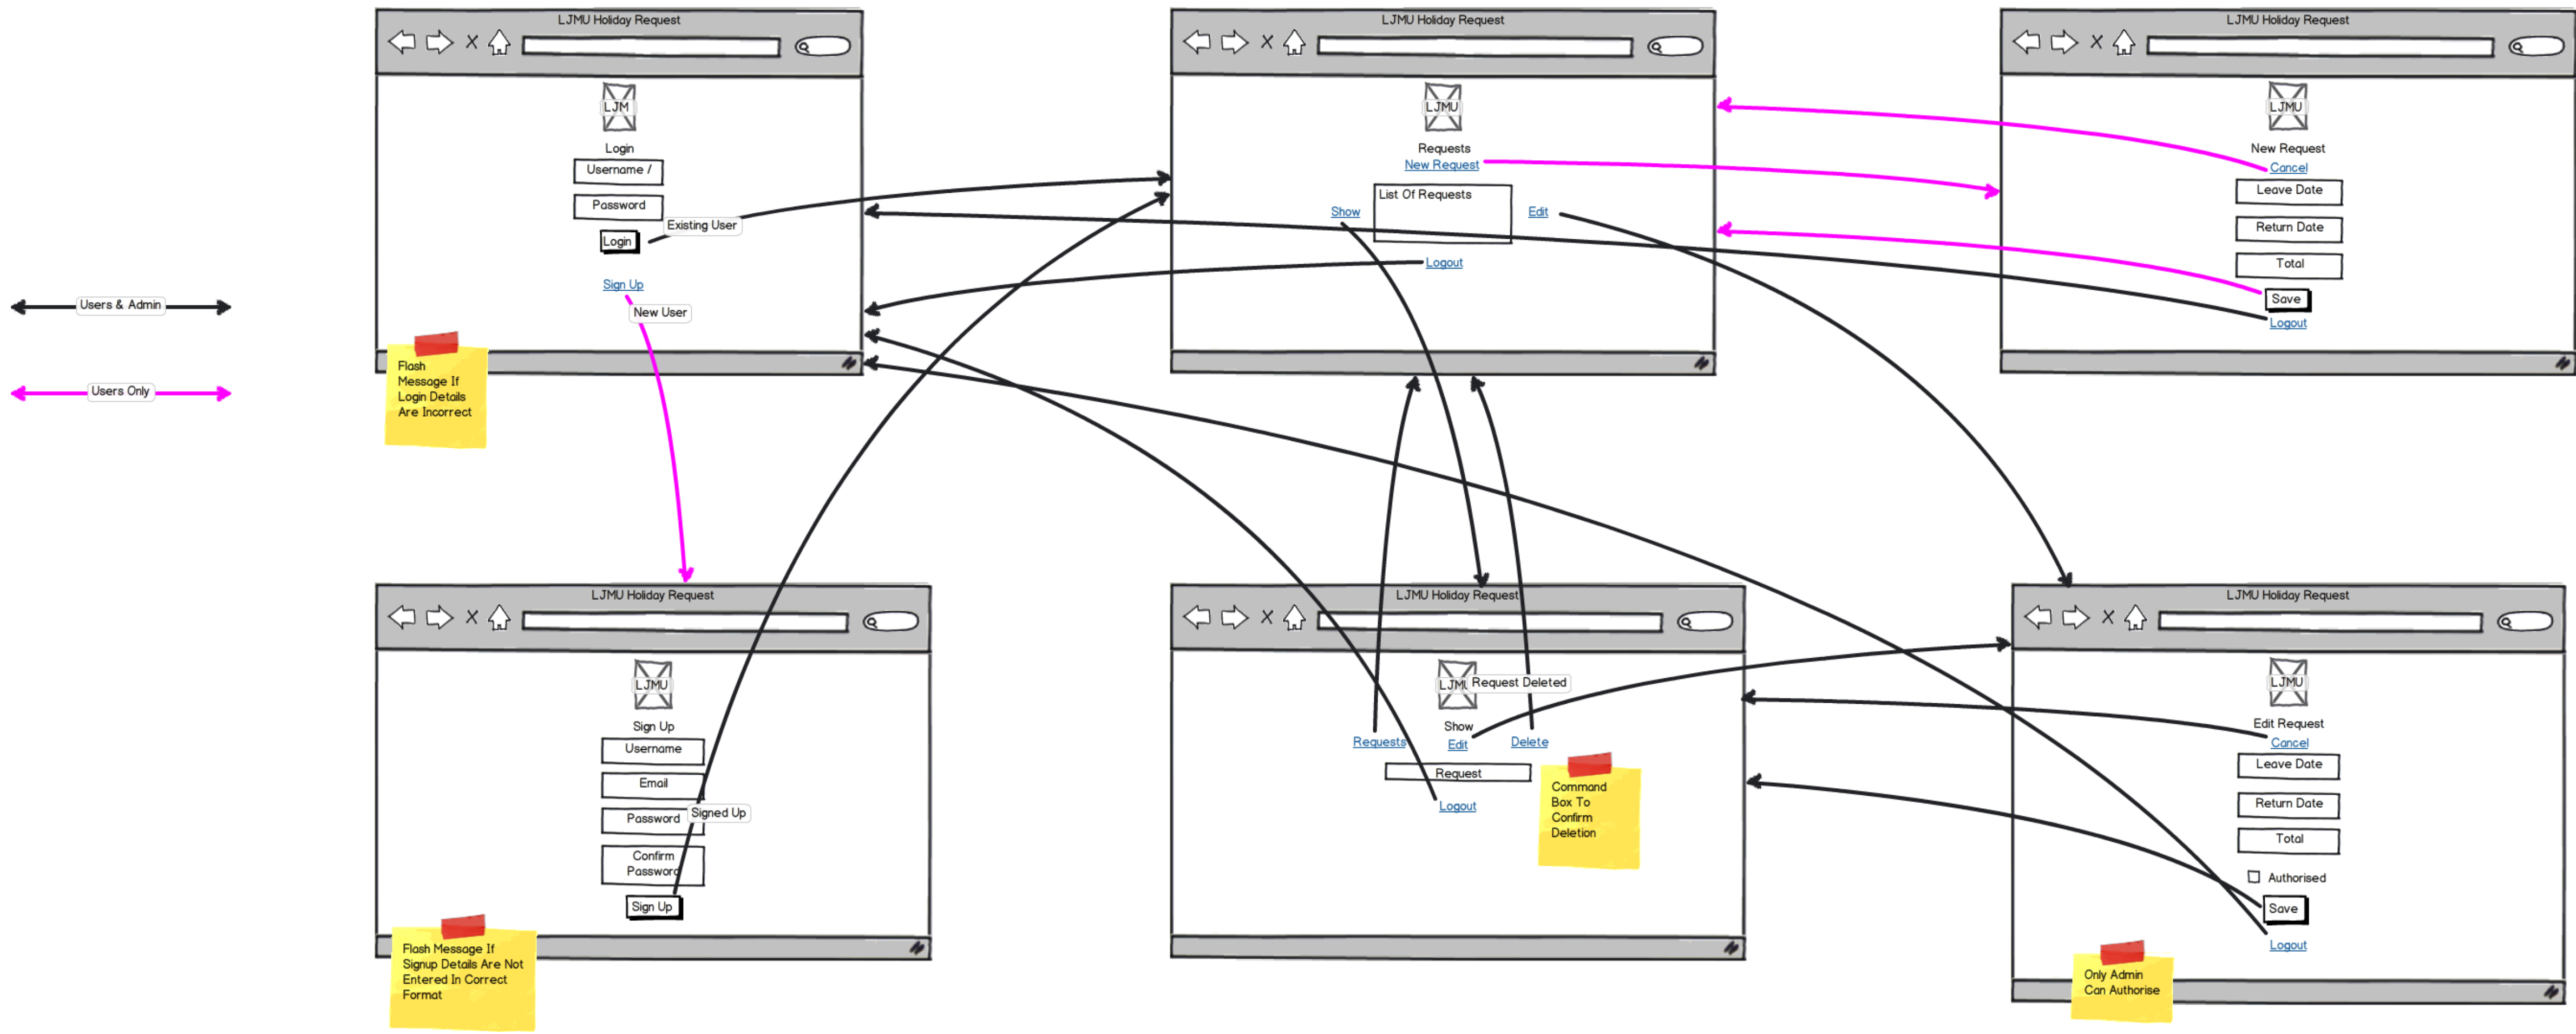 Users & Admin
Users Only
LJMU Holiday Request
LJM
Login
Username /
Password
Existing User
Login
Sign Up
New User
Flash
Message If
Login Details
Are Incorrect
LJMU Holiday Request
LJMU
Requests
New Request
List Of Requests
Show
Edit
Logout
LJMU Holiday Request
LJMU
New Request
Cancel
Leave Date
Return Date
Total
Save
Logout
LJMU Holiday Request
LJMU
Sign Up
Username
Email
Password
Signed Up
Confirm
Password
Sign Up
Flash Message If
Signup Details Are Not
Entered In Correct
Format
LJMU Holiday Request
LJMU
Request Deleted
Show
Requests
Edit
Delete
Request
Logout
Command
Box To
Confirm
Deletion
LJMU Holiday Request
LJMU
Edit Request
Cancel
Leave Date
Return Date
Total
Authorised
Save
Logout
Only Admin
Can Authorise